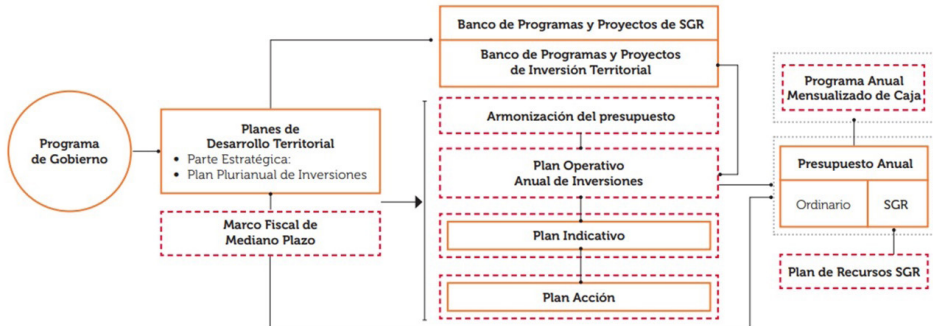 Programa
de Gobierno
Planes de
Desarrollo Territorial
• Parte Estratégica:
• Plan Plurianual de Inversiones
Marco Fiscal de
Mediano Plazo
Banco de Programas y Proyectos de SGR
Banco de Programas y Proyectos
de Inversión Territorial
Armonización del presupuesto
Plan Operativo
Anual de Inversiones
Plan Indicativo
Plan Acción
Programa Anual
Mensualizado de Caja
Presupuesto Anual
Ordinario
SGR
Plan de Recursos SGR